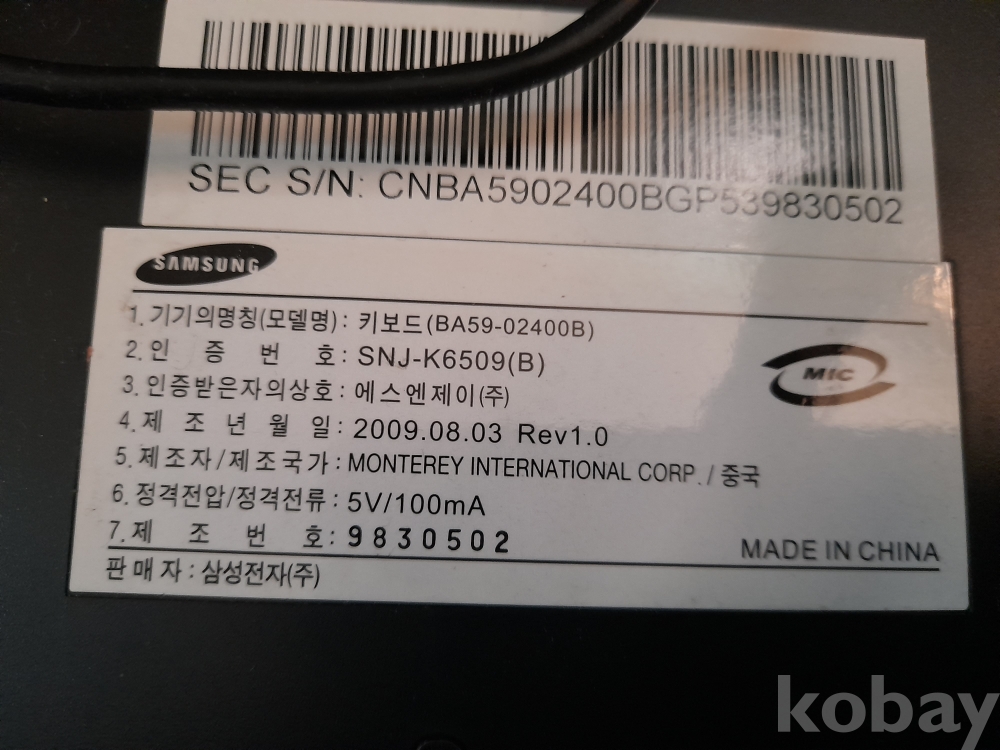 SEC S/N: CNBA5902400BGP539830502
SAMSUNG
1. 기기의명칭(모델명) : 키보드(BA59-02400B)
2. 인 증 번 호 : SNJ-K6509(B)
3. 인증받은자의상호 : 에스엔제이(주)
MIC
4. 제 조 년 월 일 : 2009.08.03 Rev1.0
5. 제조자/제조국가 : MONTEREY INTERNATIONAL CORP. / 중국
6. 정격전압/정격전류 : 5V/100mA
7. 제 조 번 호 : 9830502
MADE IN CHINA
판 매 자 : 삼성전자(주)
kobay